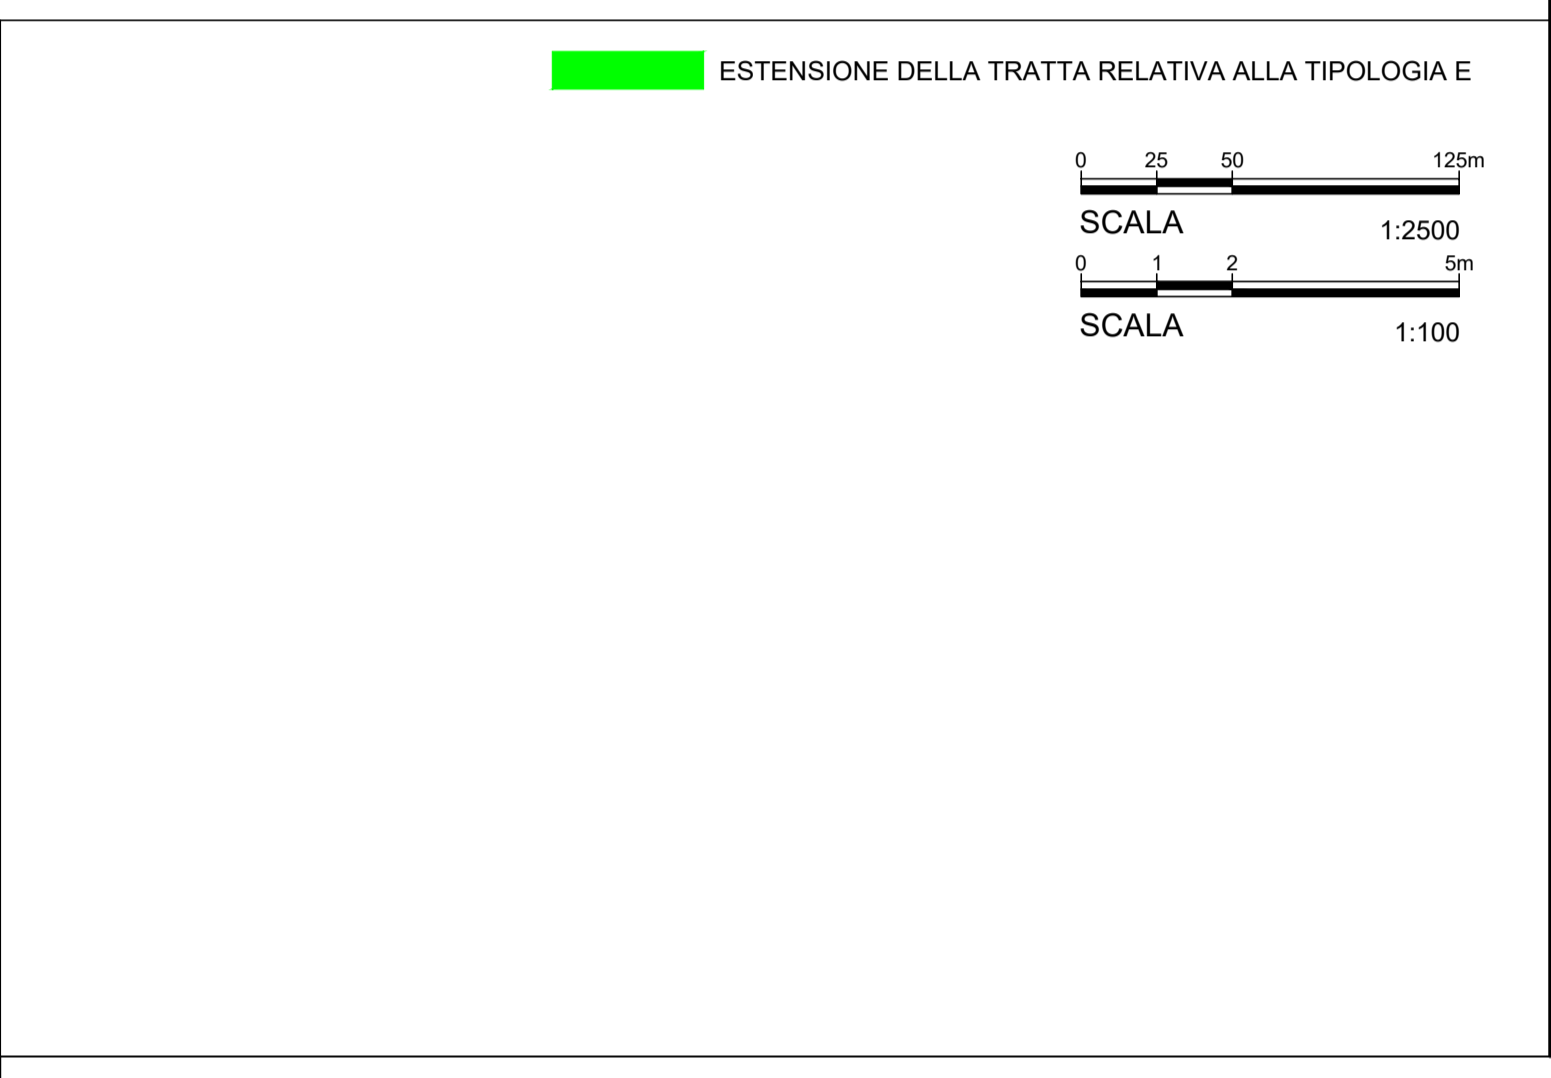 ESTENSIONE DELLA TRATTA RELATIVA ALLA TIPOLOGIA E
0 25 50 125m
SCALA 1:2500
0 1 2 5m
SCALA 1:100